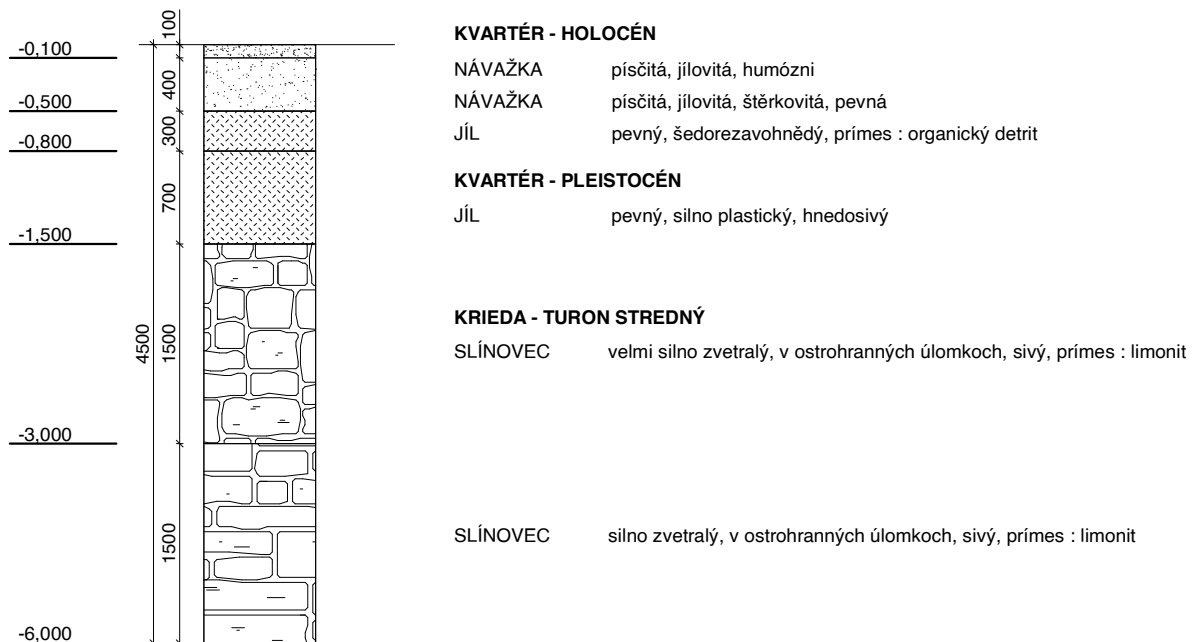 100
-0,100
400
-0,500
300
-0.800
700
-1,500
4500
1500
-3.000
1500
-6,000
KVARTÉR - HOLOCÉN
NÁVAŽKA písčitá, jílovitá, humózni
NÁVAŽKA písčitá, jílovitá, štěrkovitá, pevná
JÍL pevný, šedorezavohnědý, prímes : organický detrit
KVARTÉR - PLEISTOCÉN
JÍL pevný, silno plastický, hnedosivý
KRIEDA - TURON STREDNÝ
SLÍNOVEC velmi silno zvetralý, v ostrohranných úlomkoch, sivý, prímes : limonit
SLÍNOVEC silno zvetralý, v ostrohranných úlomkoch, sivý, prímes : limonit